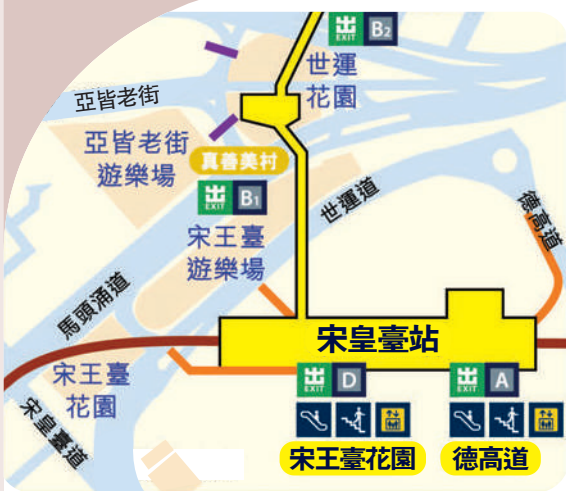 出 EXIT B2
世運
花園
亞皆老街
亞皆老街
遊樂場
真善美村
出 EXIT B1
世運道
德高道
宋王臺
遊樂場
馬頭涌道
宋皇臺站
宋王臺
花園
宋皇臺道
出 EXIT D
出 EXIT A
宋王臺花園
德高道